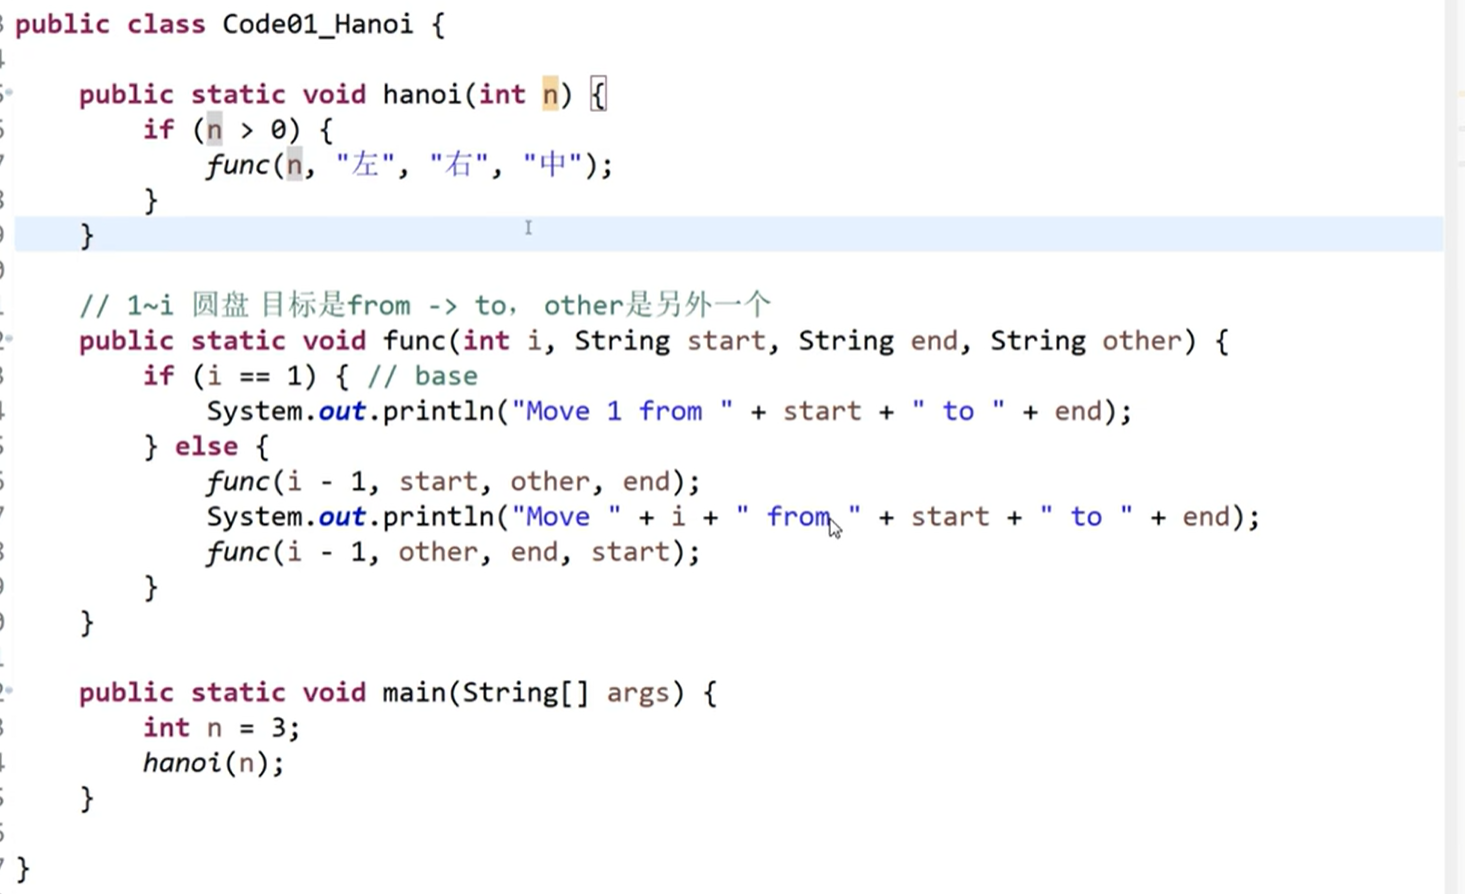 public class Code01_Hanoi {
public static void hanoi(int n) {
if (n > 0) {
func(n, "左", "右", "中");
}
}
// 1~i 圆盘 目标是from -> to， other是另外一个
public static void func(int i, String start, String end, String other) {
if (i == 1) { // base
System.out.println("Move 1 from " + start + " to " + end);
} else {
func(i - 1, start, other, end);
System.out.println("Move " + i + " from " + start + " to " + end);
func(i - 1, other, end, start);
}
}
public static void main(String[] args) {
int n = 3;
hanoi(n);
}
}